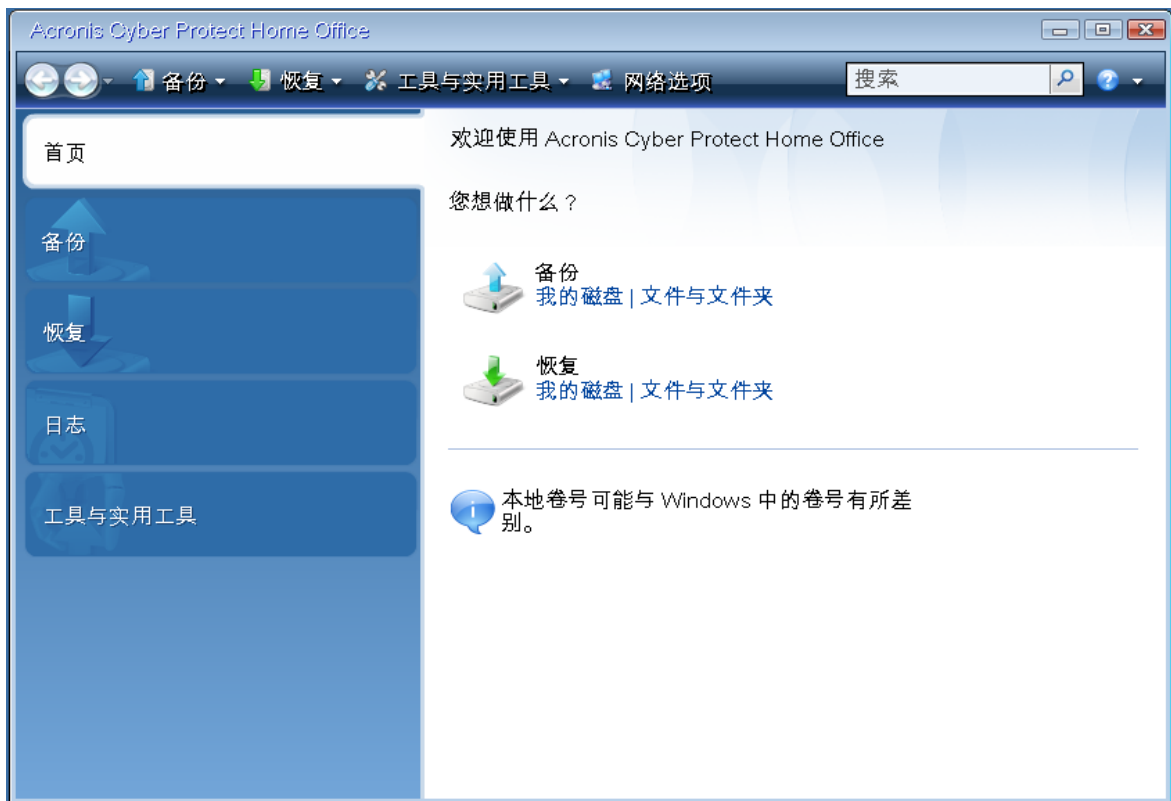 Acronis Cyber Protect Home Office
备份 恢复 工具与实用工具 网络选项 搜索
首页
备份
恢复
日志
工具与实用工具
欢迎使用 Acronis Cyber Protect Home Office
您想做什么？
备份
我的磁盘 | 文件与文件夹
恢复
我的磁盘 | 文件与文件夹
本地卷号可能与 Windows 中的卷号有所差
别。